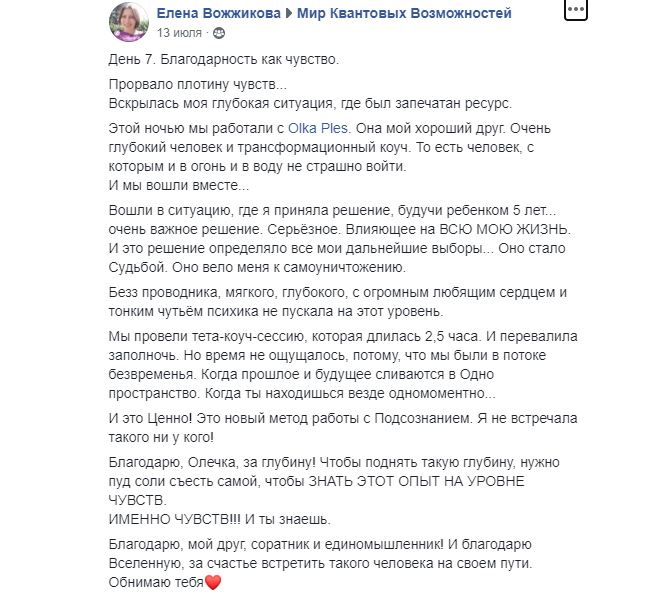 Елена Вожжикова ▶ Мир Квантовых Возможностей
13 июля ·
День 7. Благодарность как чувство.
Прорвало плотину чувств...
Вскрылась моя глубокая ситуация, где был запечатан ресурс.
Этой ночью мы работали с Olka Ples. Она мой хороший друг. Очень
глубокий человек и трансформационный коуч. То есть человек, с
которым и в огонь и в воду не страшно войти.
И мы вошли вместе...
Вошли в ситуацию, где я приняла решение, будучи ребенком 5 лет...
очень важное решение. Серьёзное. Влияющее на ВСЮ МОЮ ЖИЗНЬ.
И это решение определяло все мои дальнейшие выборы... Оно стало
Судьбой. Оно вело меня к самоуничтожению.
Безз проводника, мягкого, глубокого, с огромным любящим сердцем и
тонким чутьём психика не пускала на этот уровень.
Мы провели тета-коуч-сессию, которая длилась 2,5 часа. И перевалила
заполночь. Но время не ощущалось, потому, что мы были в потоке
безвременья. Когда прошлое и будущее сливаются в Одно
пространство. Когда ты находишься везде одномоментно...
И это Ценно! Это новый метод работы с Подсознанием. Я не встречала
такого ни у кого!
Благодарю, Олечка, за глубину! Чтобы поднять такую глубину, нужно
пуд соли съесть самой, чтобы ЗНАТЬ ЭТОТ ОПЫТ НА УРОВНЕ
ЧУВСТВ.
ИМЕННО ЧУВСТВ!!! И ты знаешь.
Благодарю, мой друг, соратник и единомышленник! И благодарю
Вселенную, за счастье встретить такого человека на своем пути.
Обнимаю тебя❤️